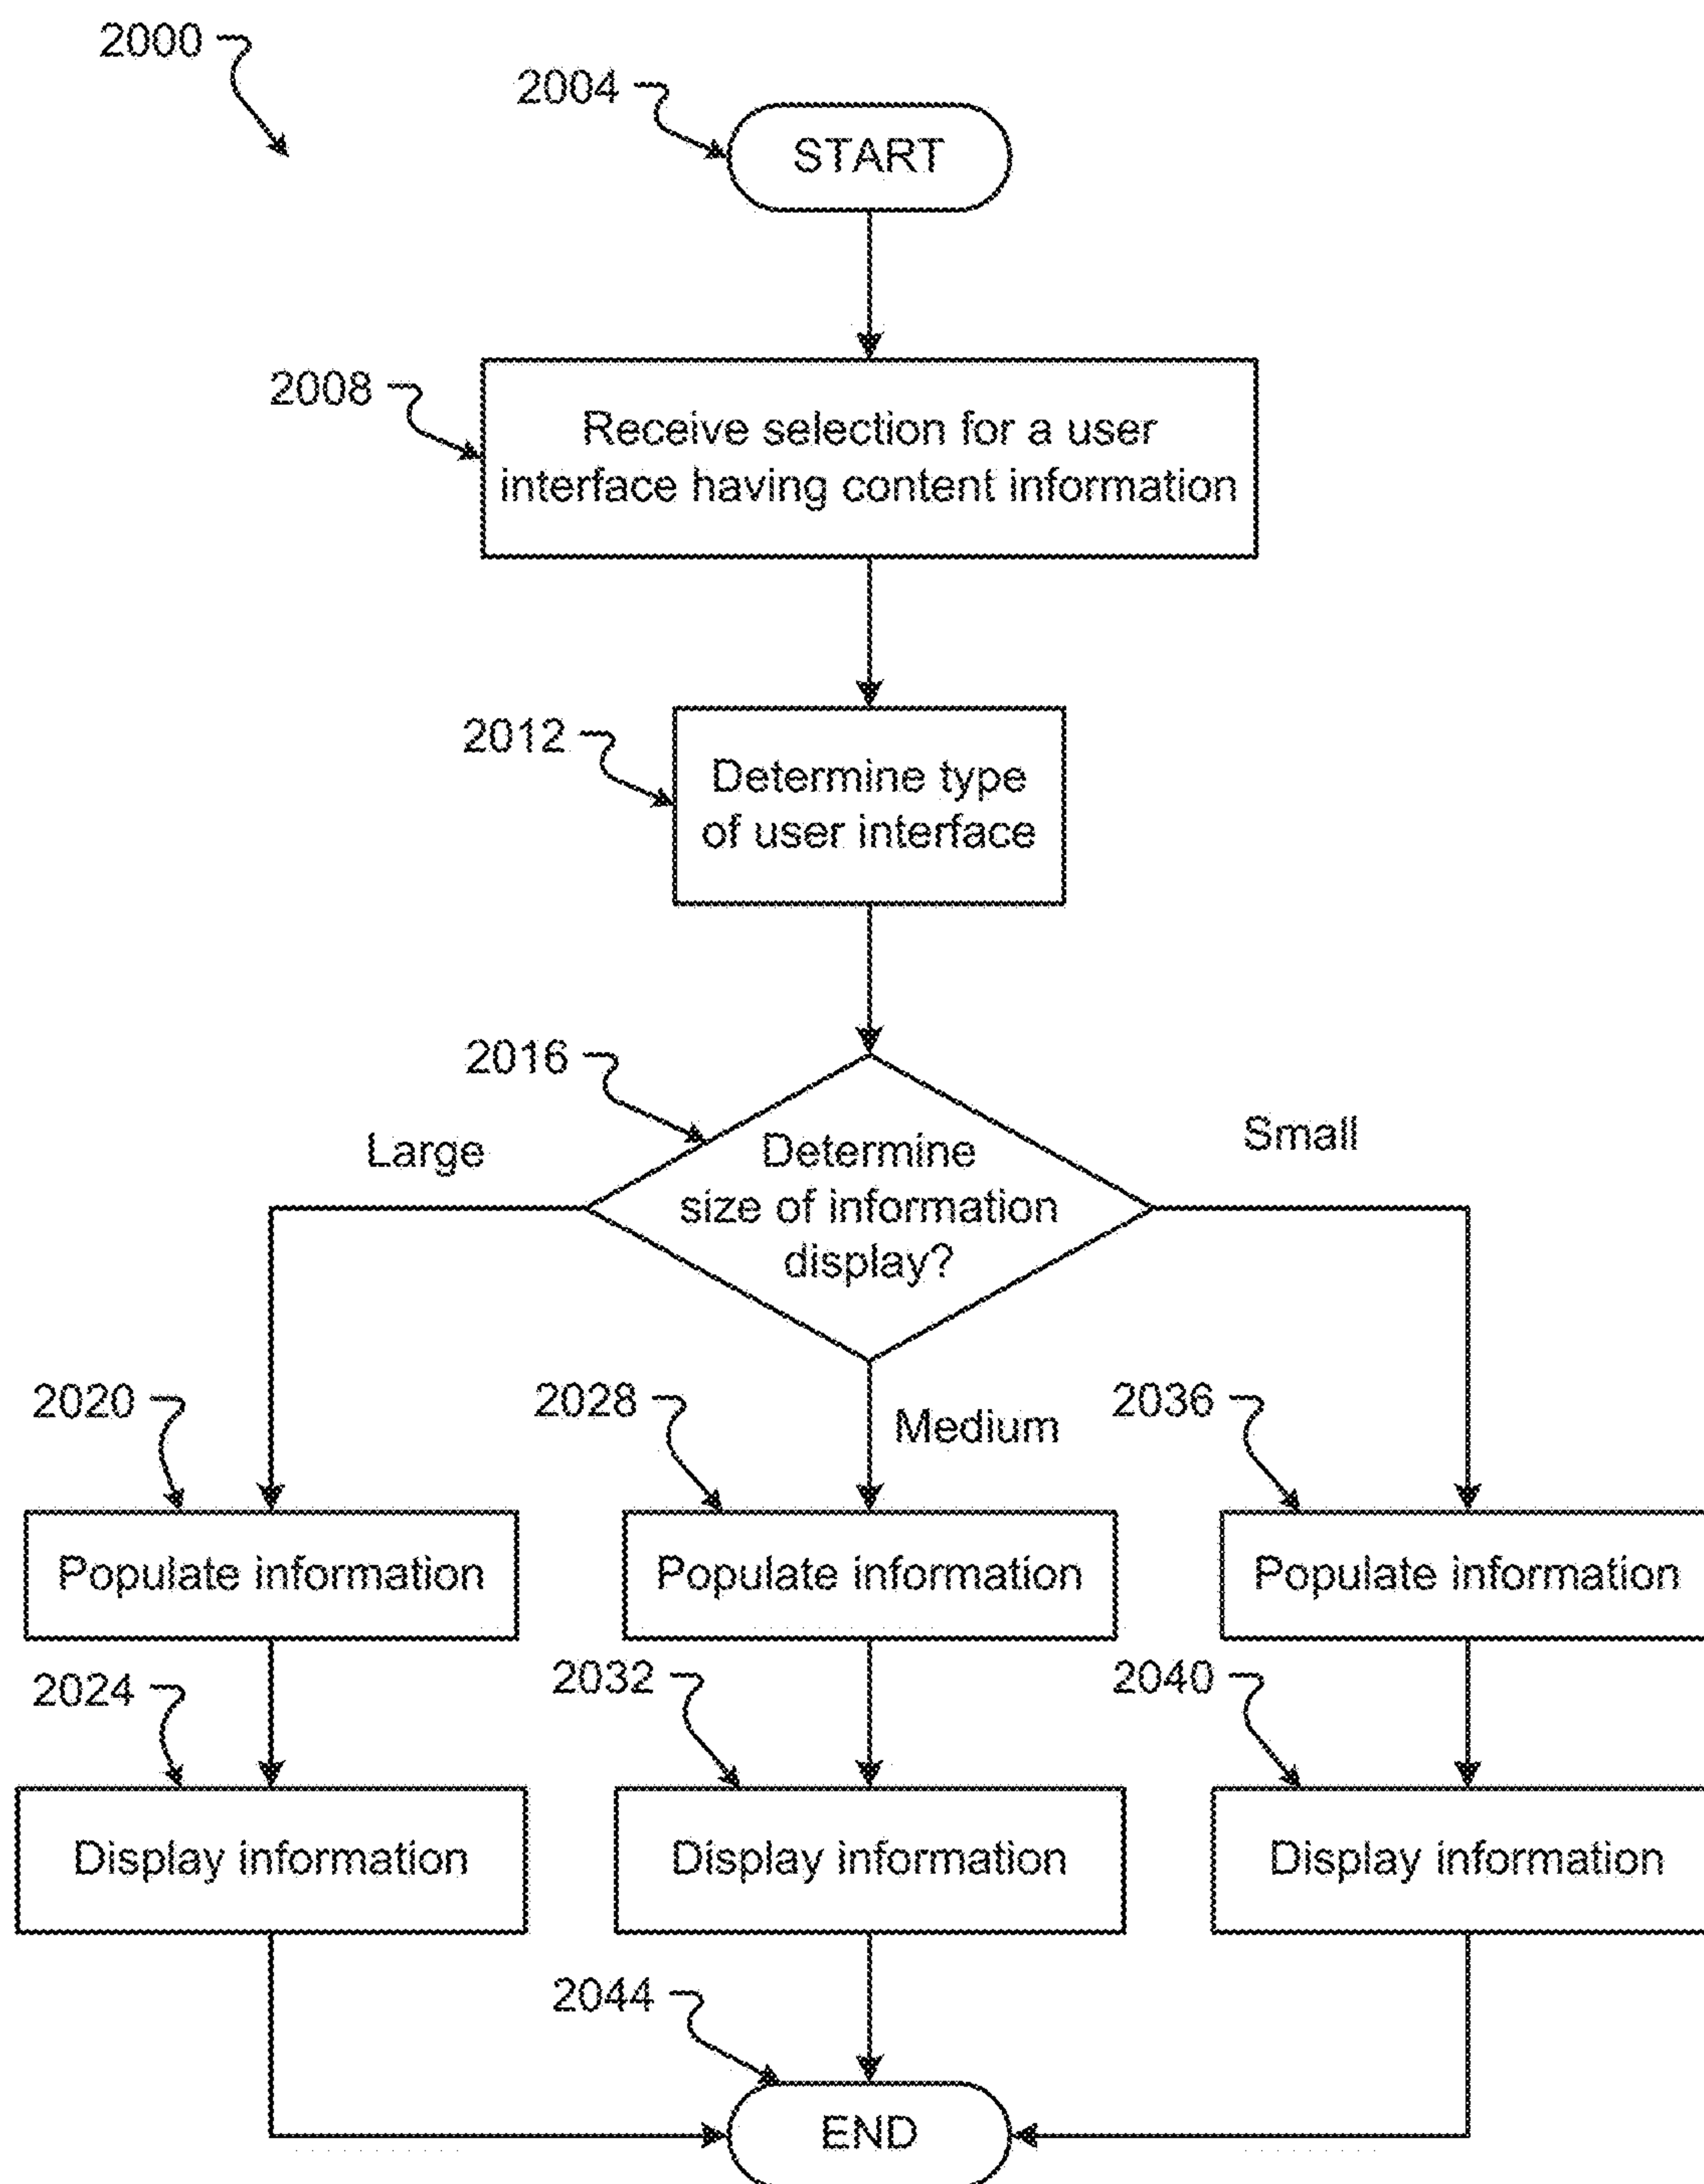 2000
2004
START
2008
Receive selection for a user
interface having content information
2012
Determine type
of user interface
2016
Large
Small
Determine
size of information
display?
2020
2028
Medium
2036
Populate information
Populate information
Populate information
2024
2032
2040
Display information
Display information
Display information
2044
END